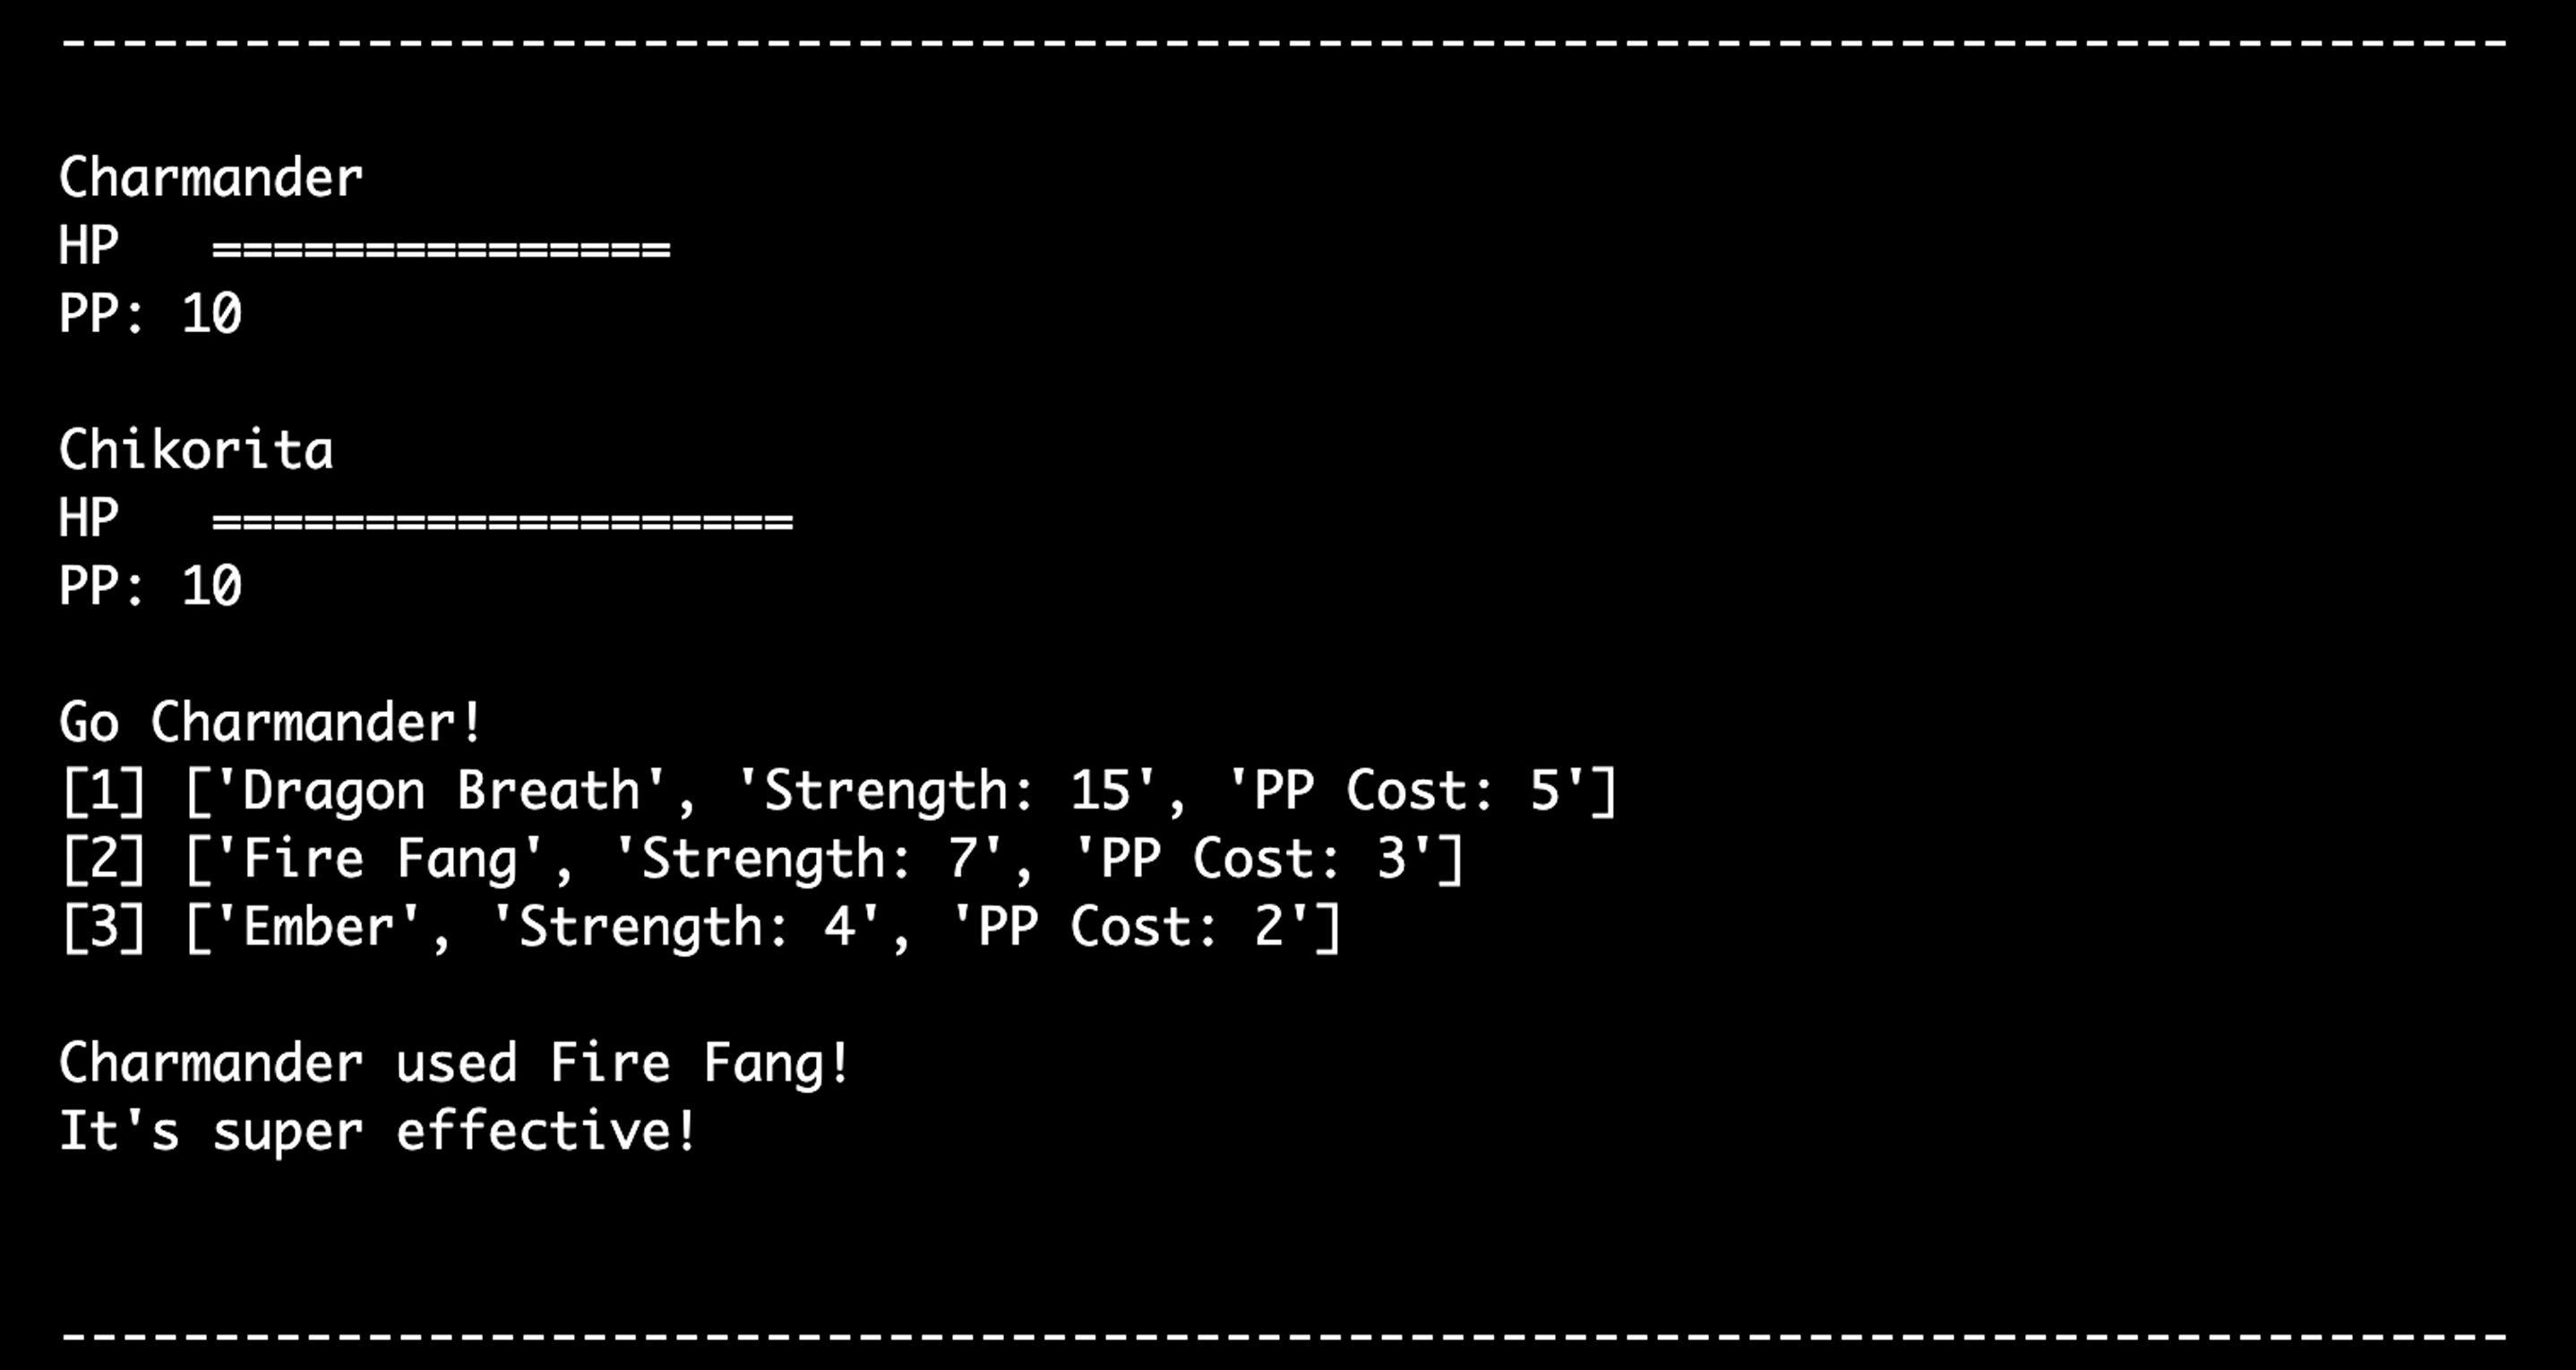 --------------------------------------------------------------------------------
Charmander
HP   ===============
PP: 10
Chikorita
HP   ===================
PP: 10
Go Charmander!
[1] ['Dragon Breath', 'Strength: 15', 'PP Cost: 5']
[2] ['Fire Fang', 'Strength: 7', 'PP Cost: 3']
[3] ['Ember', 'Strength: 4', 'PP Cost: 2']
Charmander used Fire Fang!
It's super effective!
--------------------------------------------------------------------------------